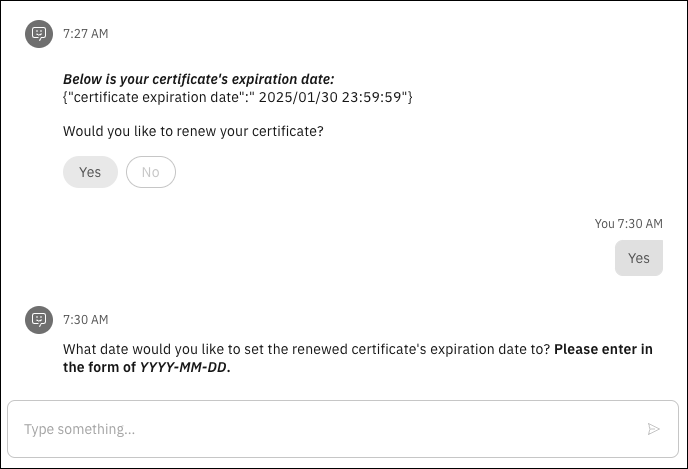 7:27 AM
Below is your certificate's expiration date:
{"certificate expiration date":" 2025/01/30 23:59:59"}
Would you like to renew your certificate?
Yes No
You 7:30 AM
Yes
7:30 AM
What date would you like to set the renewed certificate's expiration date to? Please enter in
the form of YYYY-MM-DD.
Type something...